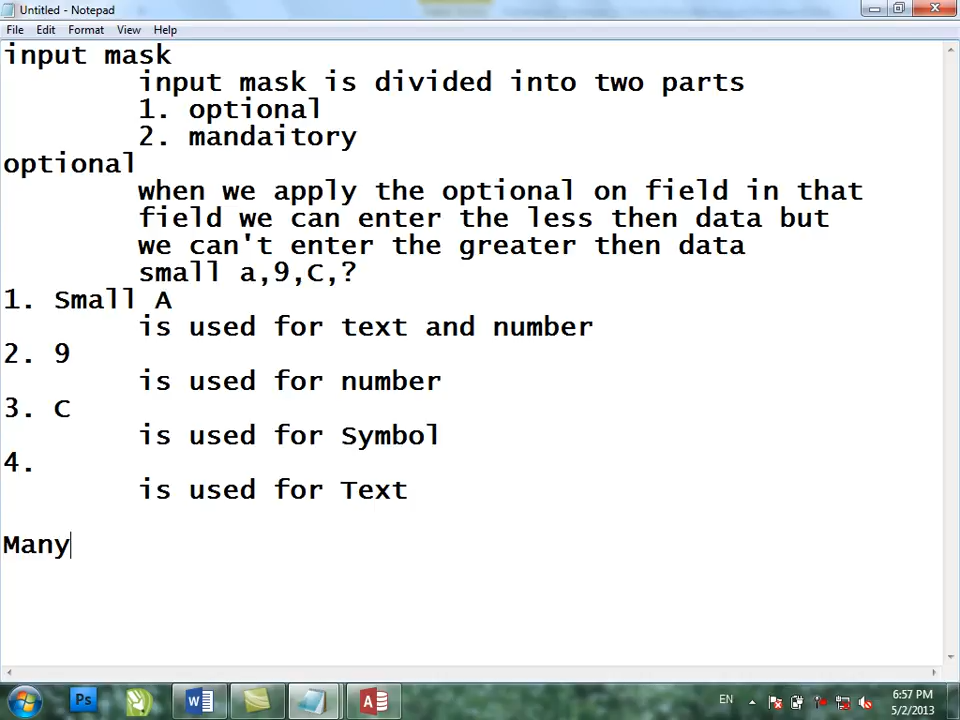 Untitled - Notepad
File Edit Format View Help
input mask
input mask is divided into two parts
1. optional
2. mandaitory
optional
when we apply the optional on field in that
field we can enter the less then data but
we can't enter the greater then data
small a,9,C,?
1. Small A
is used for text and number
2. 9
is used for number
3. C
is used for Symbol
4.
is used for Text
Many
Ps
W
A
EN
6:57 PM
5/2/2013